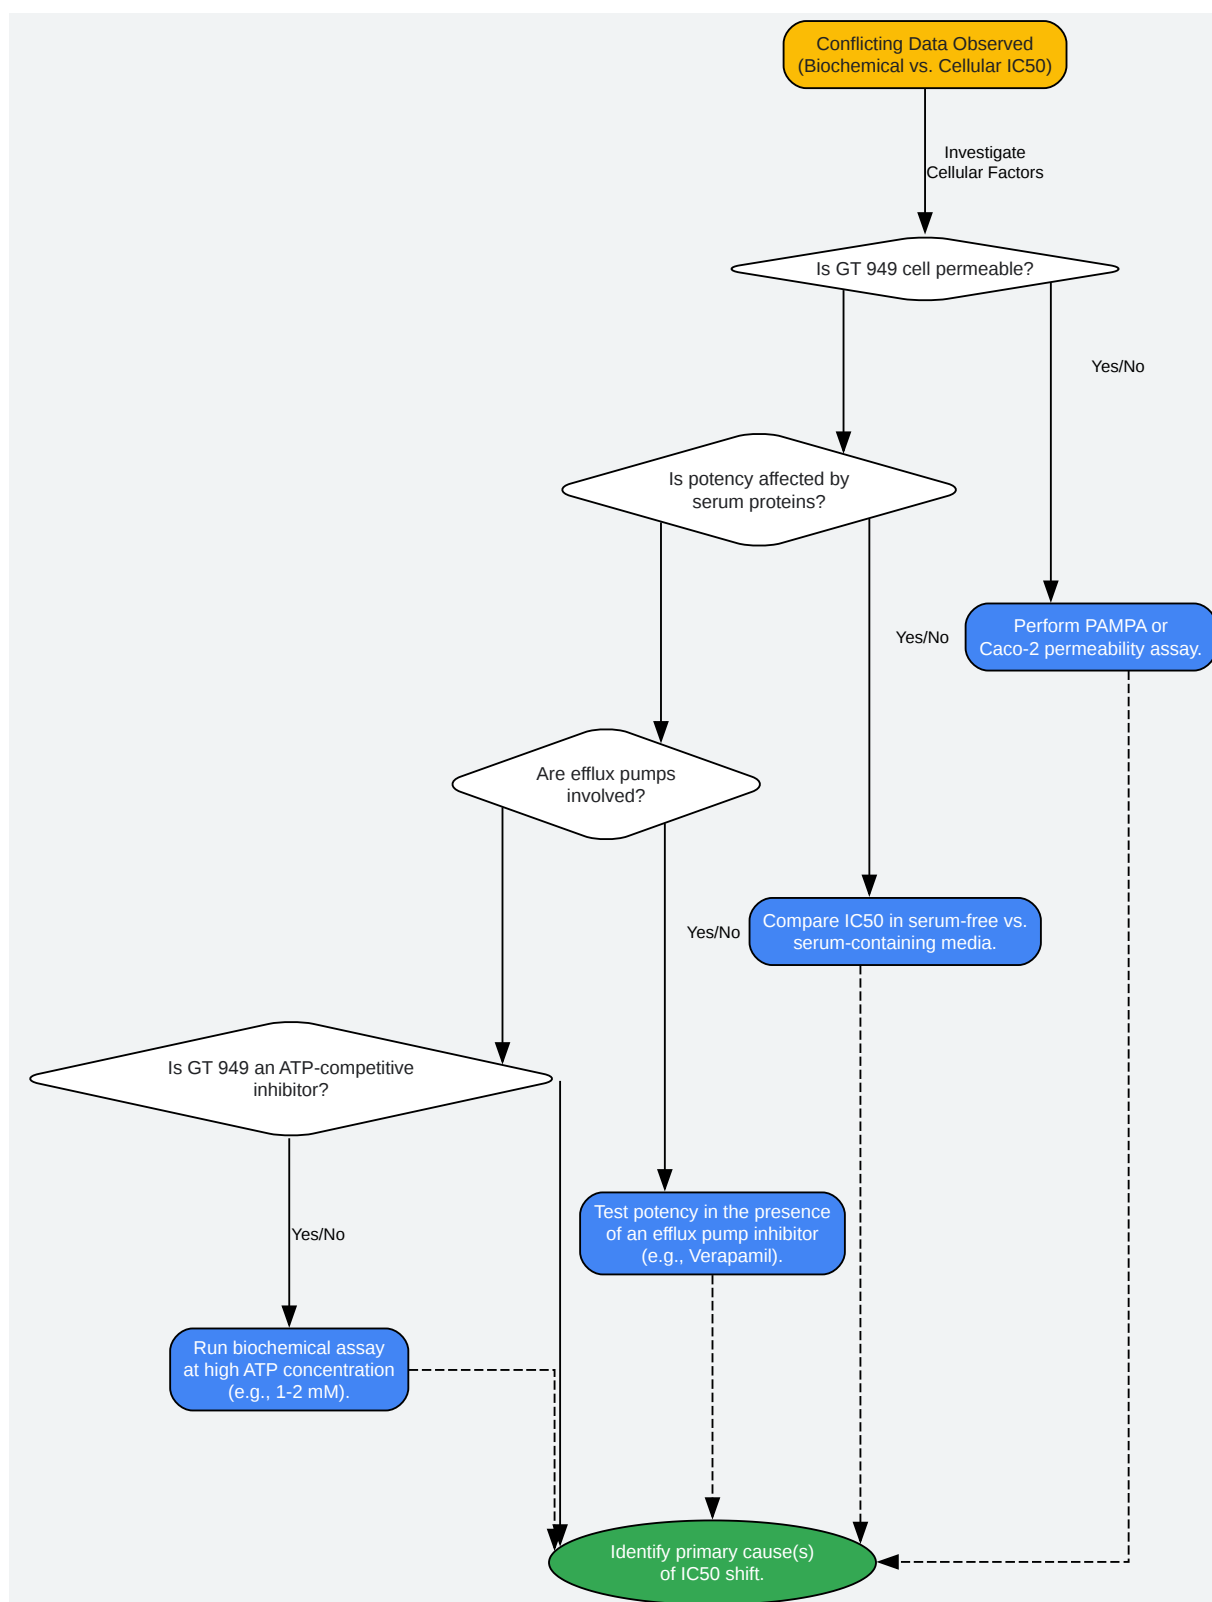 Conflicting Data Observed
(Biochemical vs. Cellular IC50)
Investigate
Cellular Factors
Is GT 949 cell permeable?
Yes/No
Is potency affected by
serum proteins?
Yes/No
Perform PAMPA or
Caco-2 permeability assay.
Are efflux pumps
involved?
Yes/No
Compare IC50 in serum-free vs.
serum-containing media.
Is GT 949 an ATP-competitive
inhibitor?
Yes/No
Test potency in the presence
of an efflux pump inhibitor
(e.g., Verapamil).
Run biochemical assay
at high ATP concentration
(e.g., 1-2 mM).
Identify primary cause(s)
of IC50 shift.